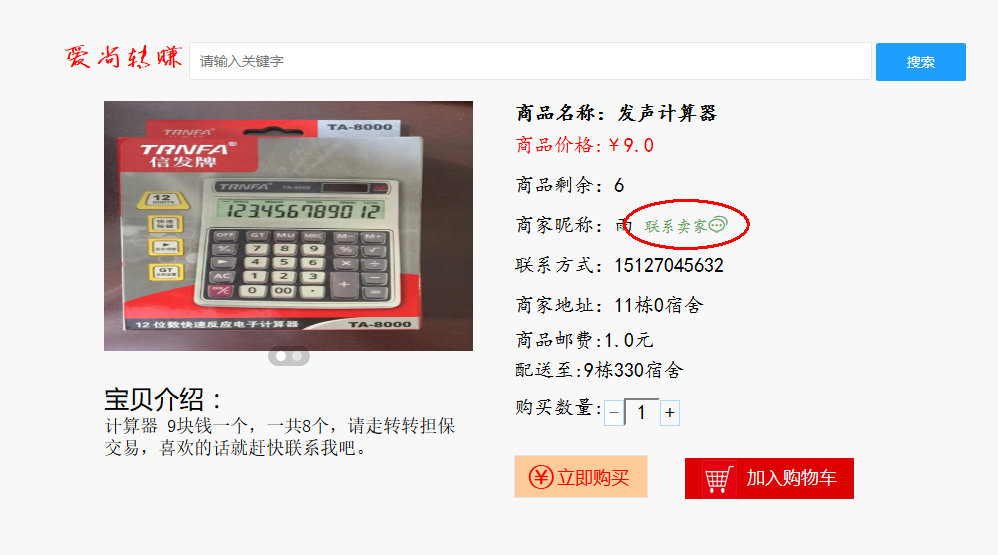 爱尚转赚
请输入关键字
搜索
TRNFA
TA-8000
TRNFA
信发牌
12
DIGITS
快速
按键
GT
TRNFA TA-8000
123,456789012
OFF GT MU MRC M− M+
7 8 9 % √
4 5 6 × ÷
AC 1 2 3 + −
0 00 · =
12 位数快速反应电子计算器
TA-8000
宝贝介绍：
计算器 9块钱一个，一共8个，请走转转担保
交易，喜欢的话就赶快联系我吧。
商品名称：发声计算器
商品价格:￥9.0
商品剩余：6
商家昵称：雨 联系卖家
联系方式：15127045632
商家地址：11栋0宿舍
商品邮费:1.0元
配送至:9栋330宿舍
购买数量: − 1 +
立即购买
加入购物车